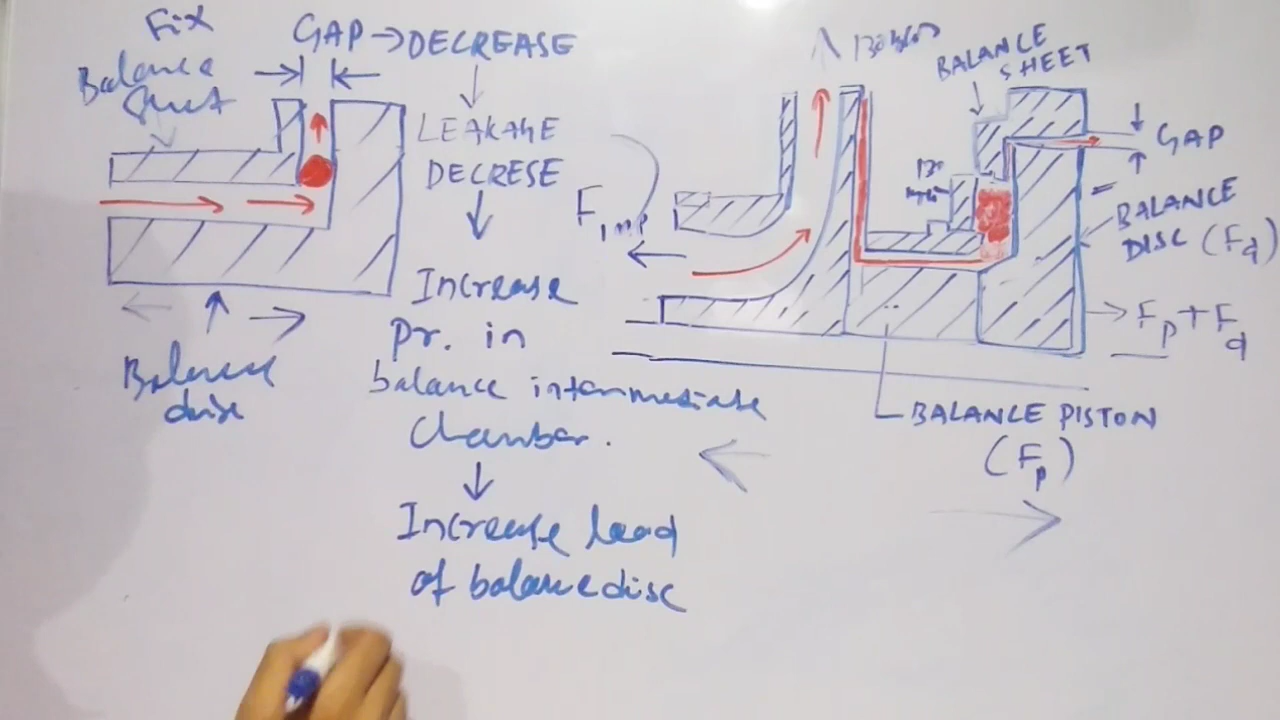 Fix
Balance
GAP → DECREASE
LEAKAGE
DECRESE
Increase
Pr. in
balance intermediate
Chamber.
Increase load
of balance disc
Balance
disc
F imp
BALANCE
SHEET
GAP
130
BALANCE
DISC (Fd)
Fp + Fd
BALANCE PISTON
(Fp)